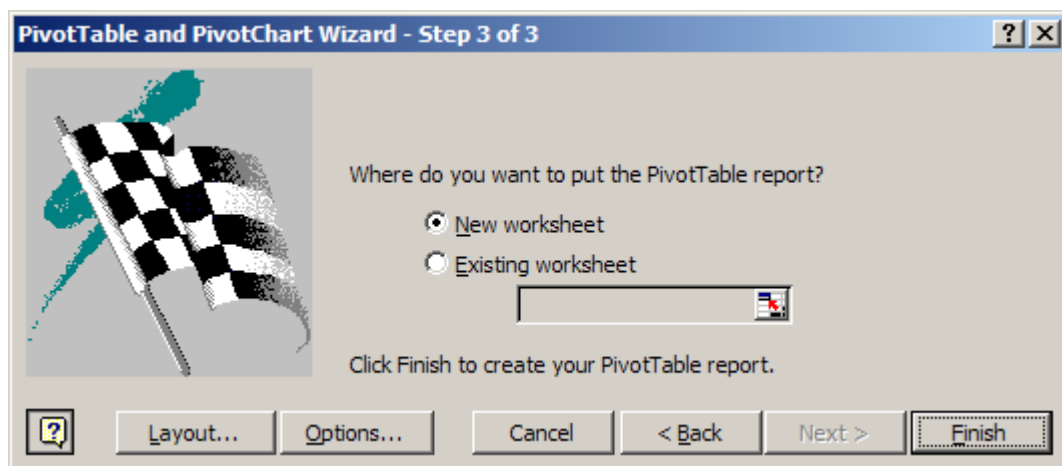 PivotTable and PivotChart Wizard - Step 3 of 3
Where do you want to put the PivotTable report?
New worksheet
Existing worksheet
Click Finish to create your PivotTable report.
Layout... Options... Cancel < Back Next > Finish